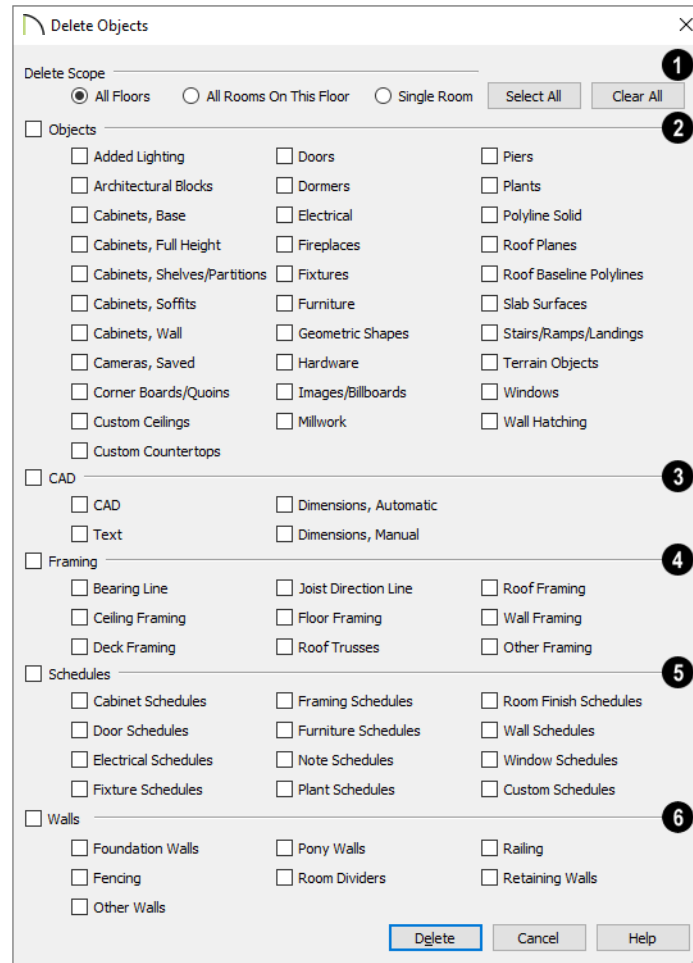 Delete Objects
1
Delete Scope
All Floors All Rooms On This Floor Single Room Select All Clear All
Objects 2
Added Lighting Doors Piers
Architectural Blocks Dormers Plants
Cabinets, Base Electrical Polyline Solid
Cabinets, Full Height Fireplaces Roof Planes
Cabinets, Shelves/Partitions Fixtures Roof Baseline Polylines
Cabinets, Soffits Furniture Slab Surfaces
Cabinets, Wall Geometric Shapes Stairs/Ramps/Landings
Cameras, Saved Hardware Terrain Objects
Corner Boards/Quoins Images/Billboards Windows
Custom Ceilings Millwork Wall Hatching
Custom Countertops
CAD 3
CAD Dimensions, Automatic
Text Dimensions, Manual
Framing 4
Bearing Line Joist Direction Line Roof Framing
Ceiling Framing Floor Framing Wall Framing
Deck Framing Roof Trusses Other Framing
Schedules 5
Cabinet Schedules Framing Schedules Room Finish Schedules
Door Schedules Furniture Schedules Wall Schedules
Electrical Schedules Note Schedules Window Schedules
Fixture Schedules Plant Schedules Custom Schedules
Walls 6
Foundation Walls Pony Walls Railing
Fencing Room Dividers Retaining Walls
Other Walls
Delete Cancel Help